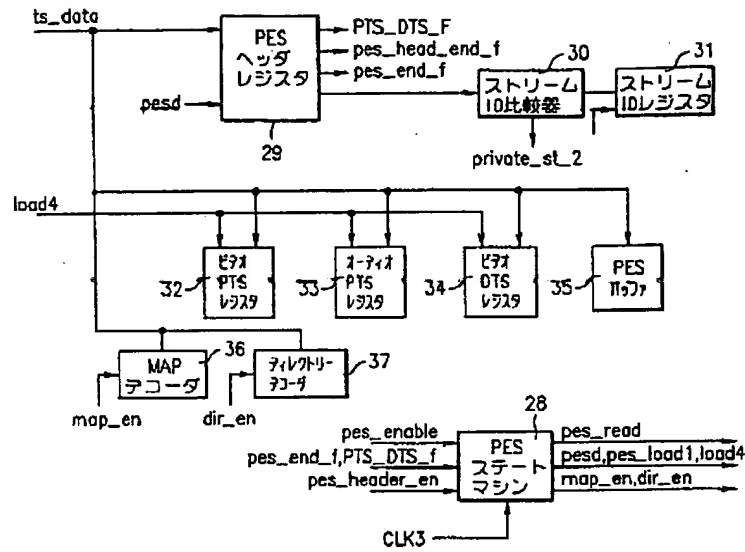 ts_data
PES
ヘッダ
レジスタ
29
pesd
PTS_DTS_F
pes_head_end_f
pes_end_f
30
ストリーム
ID比較器
31
ストリーム
IDレジスタ
private_st_2
load4
32
ビデオ
PTS
レジスタ
33
オーディオ
PTS
レジスタ
34
ビデオ
DTS
レジスタ
35
PES
バッファ
36
MAP
デコーダ
map_en
37
ディレクトリー
デコーダ
dir_en
28
pes_enable
pes_end_f,PTS_DTS_f
pes_header_en
PES
ステート
マシン
pes_read
pesd,pes_load1,load4
map_en,dir_en
CLK3